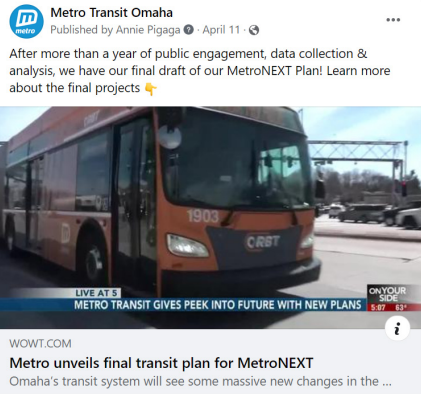 metro
Metro Transit Omaha
Published by Annie Pigaga · April 11 ·
After more than a year of public engagement, data collection &
analysis, we have our final draft of our MetroNEXT Plan! Learn more
about the final projects 👇
ORBT
1903
ORBT
LIVE AT 5
METRO TRANSIT GIVES PEEK INTO FUTURE WITH NEW PLANS
ON YOUR
SIDE
5:07 63°
WOWT.COM
Metro unveils final transit plan for MetroNEXT
Omaha's transit system will see some massive new changes in the ...